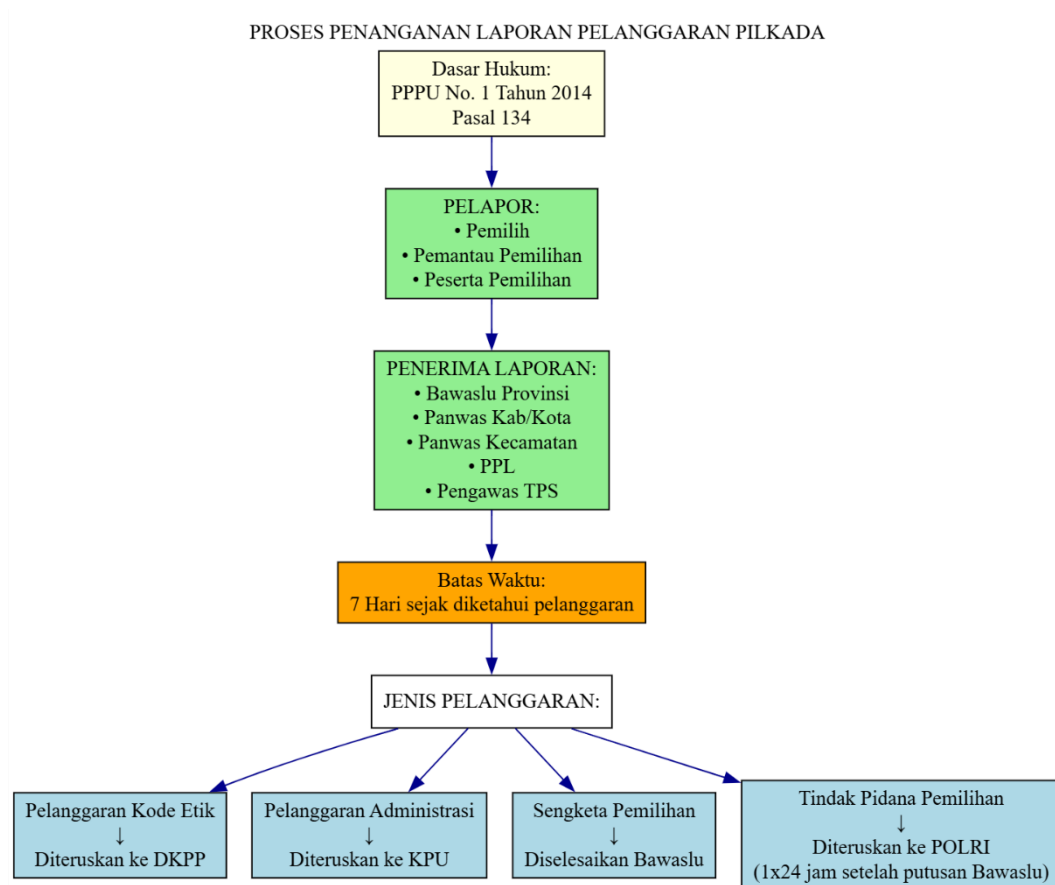 PROSES PENANGANAN LAPORAN PELANGGARAN PILKADA
Dasar Hukum:
PPPU No. 1 Tahun 2014
Pasal 134
PELAPOR:
• Pemilih
• Pemantau Pemilihan
• Peserta Pemilihan
PENERIMA LAPORAN:
• Bawaslu Provinsi
• Panwas Kab/Kota
• Panwas Kecamatan
• PPL
• Pengawas TPS
Batas Waktu:
7 Hari sejak diketahui pelanggaran
JENIS PELANGGARAN:
Pelanggaran Kode Etik
↓
Diteruskan ke DKPP
Pelanggaran Administrasi
↓
Diteruskan ke KPU
Sengketa Pemilihan
↓
Diselesaikan Bawaslu
Tindak Pidana Pemilihan
↓
Diteruskan ke POLRI
(1x24 jam setelah putusan Bawaslu)